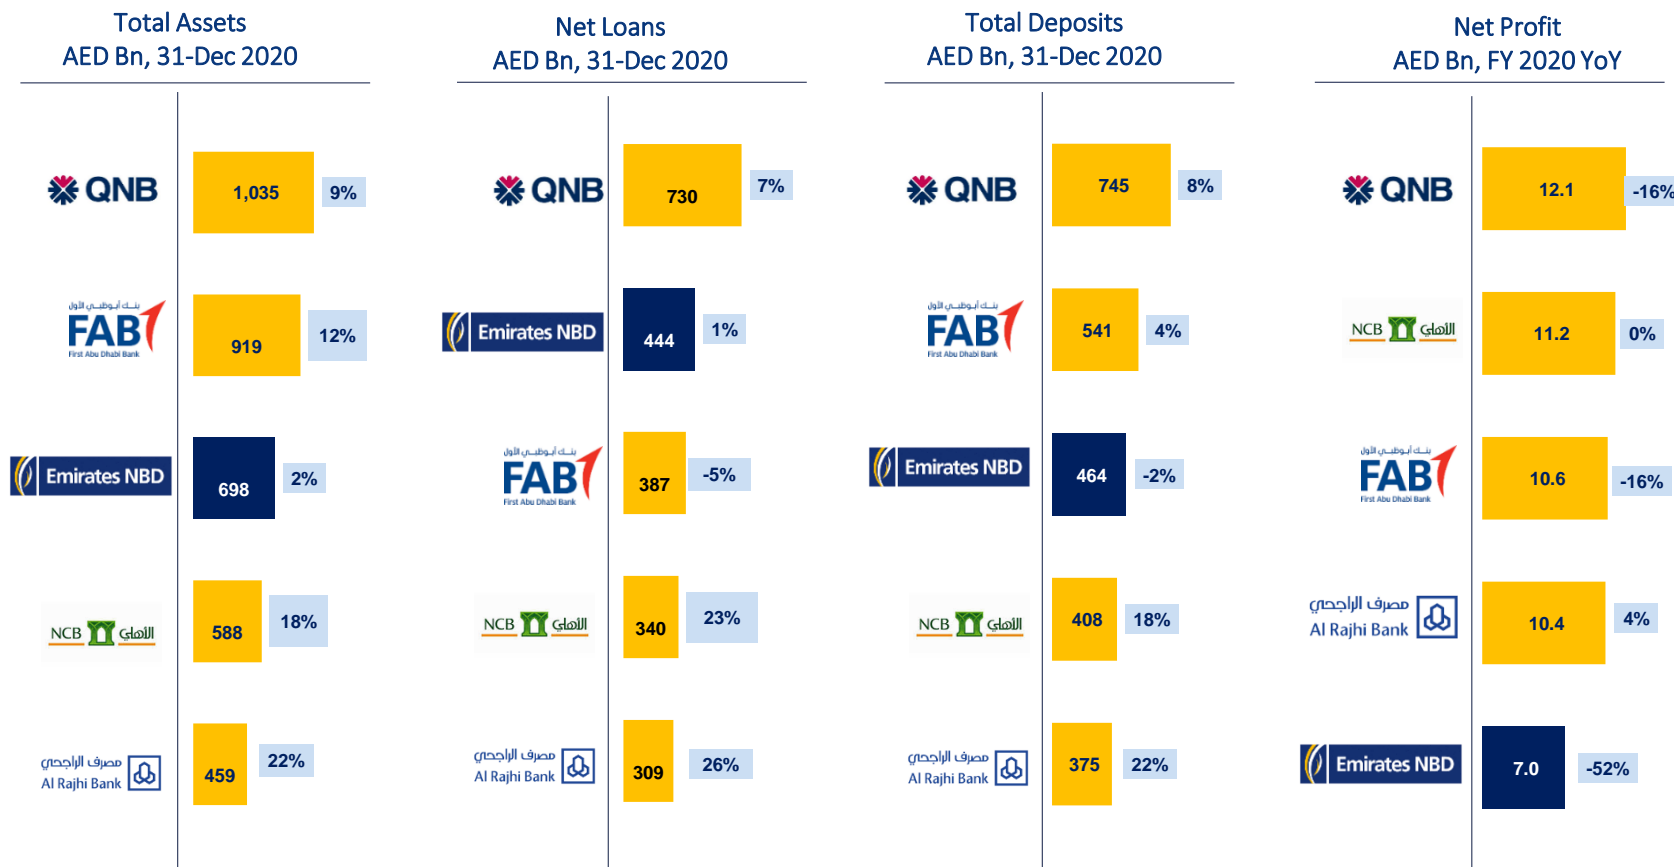 Total Assets
AED Bn, 31-Dec 2020
QNB
1,035
9%
بنك أبوظبي الأول
FAB
First Abu Dhabi Bank
919
12%
Emirates NBD
698
2%
NCB الأهلي
588
18%
مصرف الراجحي
Al Rajhi Bank
459
22%
Net Loans
AED Bn, 31-Dec 2020
QNB
730
7%
Emirates NBD
444
1%
بنك أبوظبي الأول
FAB
First Abu Dhabi Bank
387
-5%
NCB الأهلي
340
23%
مصرف الراجحي
Al Rajhi Bank
309
26%
Total Deposits
AED Bn, 31-Dec 2020
QNB
745
8%
بنك أبوظبي الأول
FAB
First Abu Dhabi Bank
541
4%
Emirates NBD
464
-2%
NCB الأهلي
408
18%
مصرف الراجحي
Al Rajhi Bank
375
22%
Net Profit
AED Bn, FY 2020 YoY
QNB
12.1
-16%
NCB الأهلي
11.2
0%
بنك أبوظبي الأول
FAB
First Abu Dhabi Bank
10.6
-16%
مصرف الراجحي
Al Rajhi Bank
10.4
4%
Emirates NBD
7.0
-52%